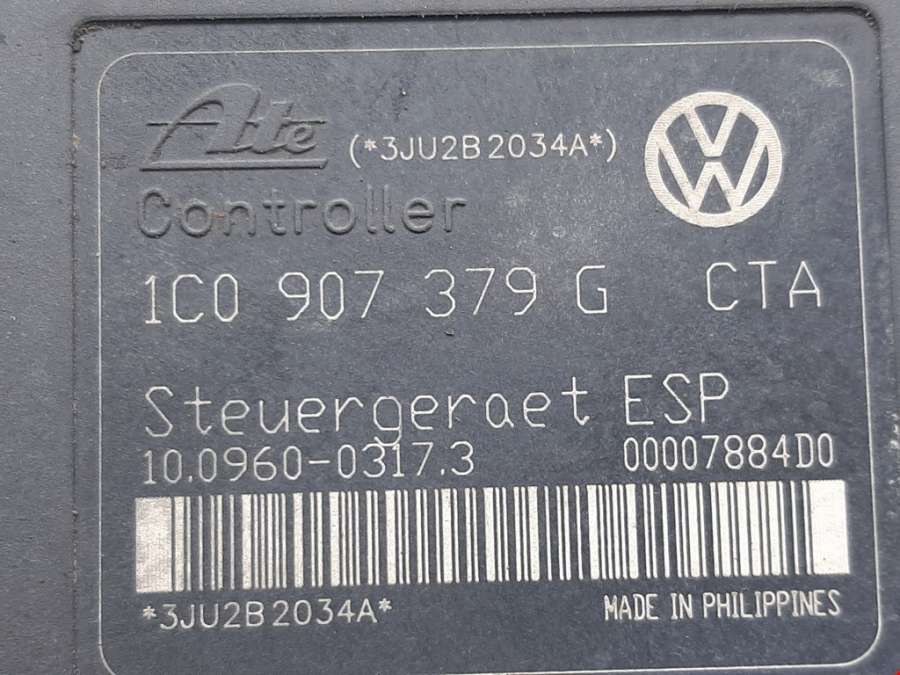 Ate (*3JU2B2034A*)
Controller
1C0 907 379 G CTA
Steuergeraet ESP
10.0960-0317.3 00007884D0
*3JU2B2034A* MADE IN PHILIPPINES